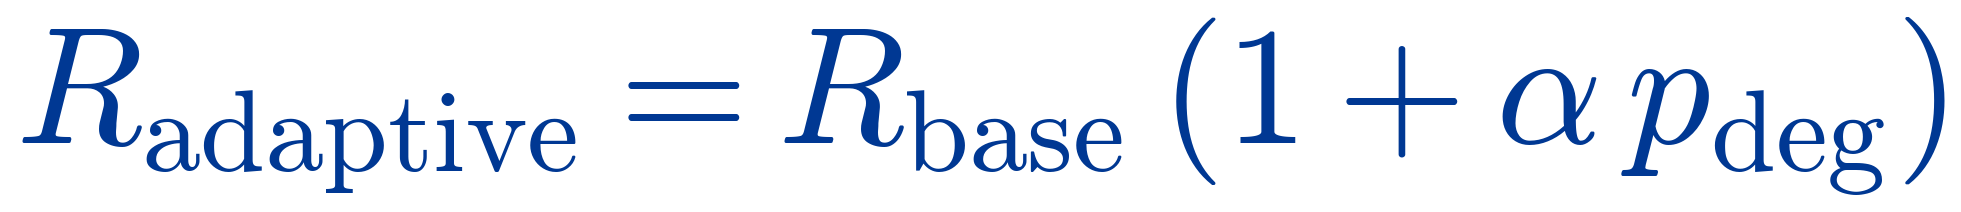 R_adaptive = R_base (1 + α p_deg)